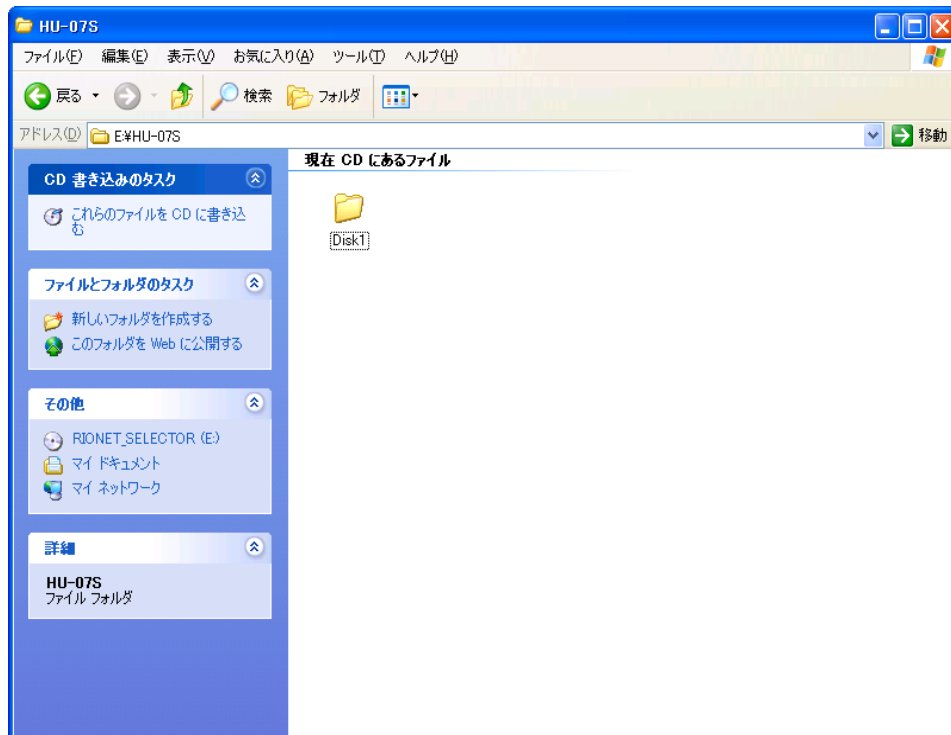 HU-07S
ファイル(F) 編集(E) 表示(V) お気に入り(A) ツール(T) ヘルプ(H)
戻る 検索 フォルダ
アドレス(D) E:¥HU-07S 移動
CD 書き込みのタスク
これらのファイルを CD に書き込
む
ファイルとフォルダのタスク
新しいフォルダを作成する
このフォルダを Web に公開する
その他
RIONET_SELECTOR (E:)
マイ ドキュメント
マイ ネットワーク
詳細
HU-07S
ファイル フォルダ
現在 CD にあるファイル
Disk1